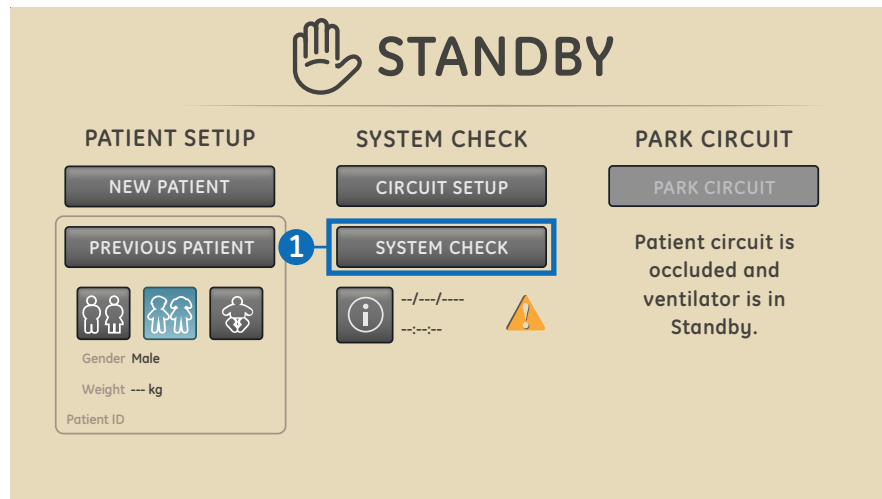 STANDBY
PATIENT SETUP
NEW PATIENT
PREVIOUS PATIENT
Gender Male
Weight --- kg
Patient ID
SYSTEM CHECK
CIRCUIT SETUP
1
SYSTEM CHECK
--/---/----
--:--:--
PARK CIRCUIT
PARK CIRCUIT
Patient circuit is
occluded and
ventilator is in
Standby.